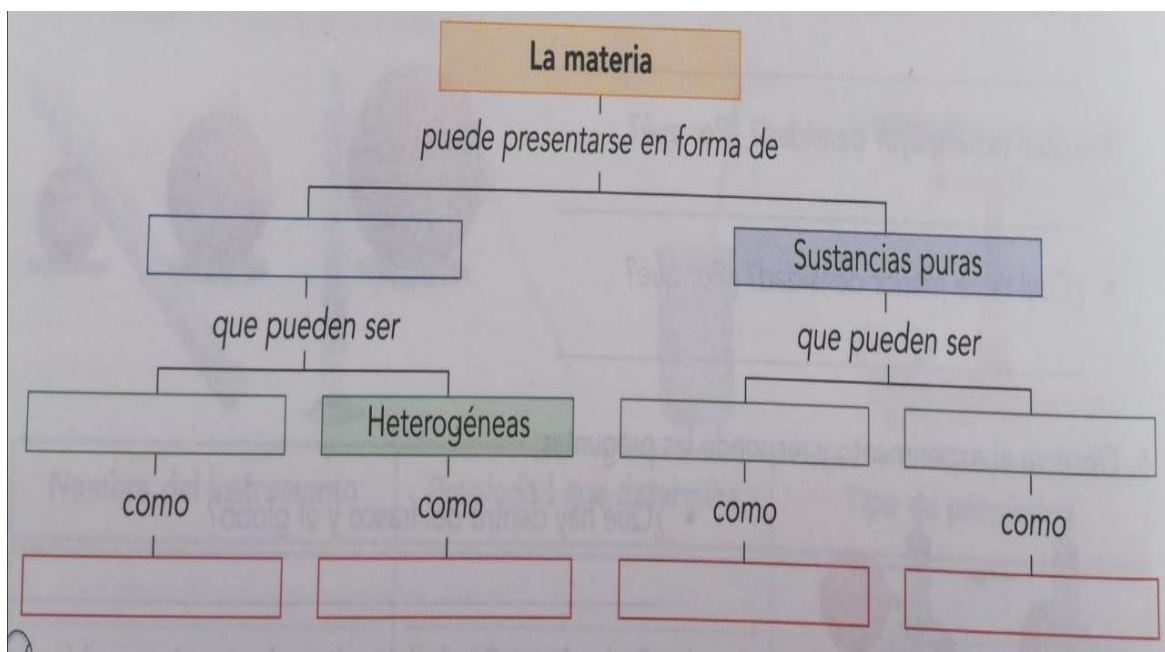 La materia
puede presentarse en forma de
Sustancias puras
que pueden ser
que pueden ser
Heterogéneas
como
como
como
como